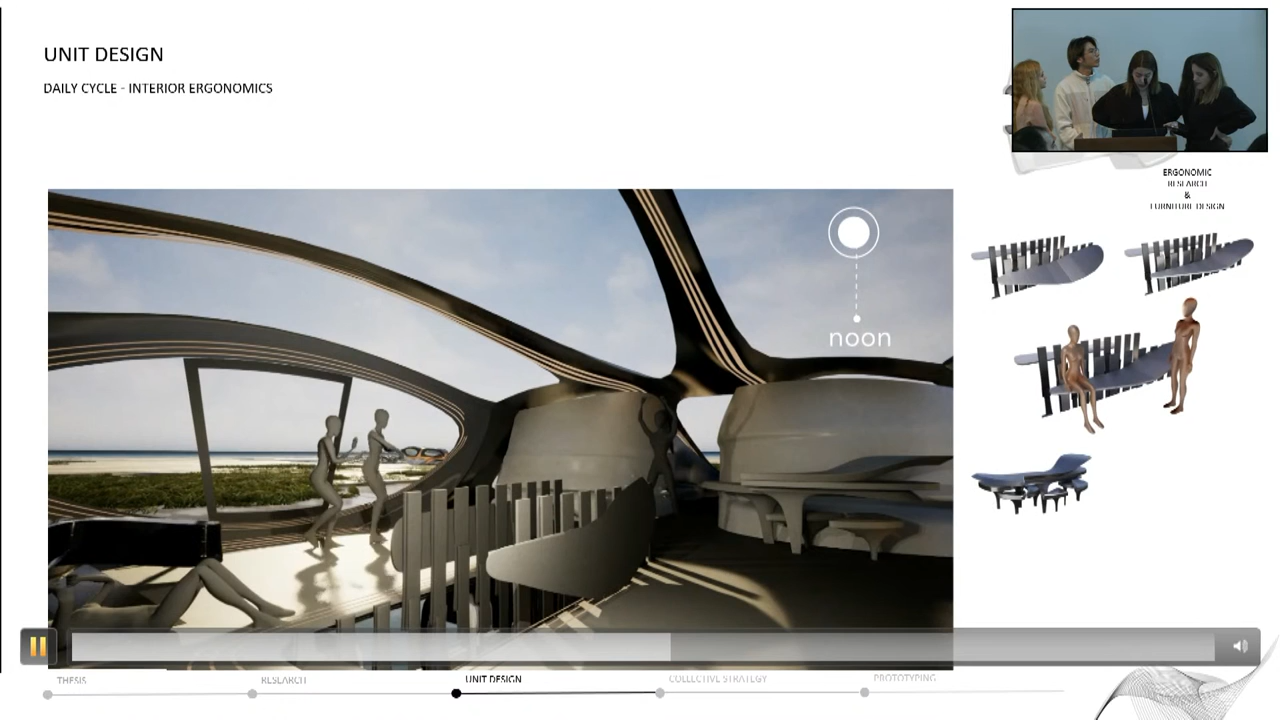 UNIT DESIGN
DAILY CYCLE - INTERIOR ERGONOMICS
ERGONOMIC
RESEARCH
&
FURNITURE DESIGN
noon
THESIS
RESEARCH
UNIT DESIGN
COLLECTIVE STRATEGY
PROTOTYPING